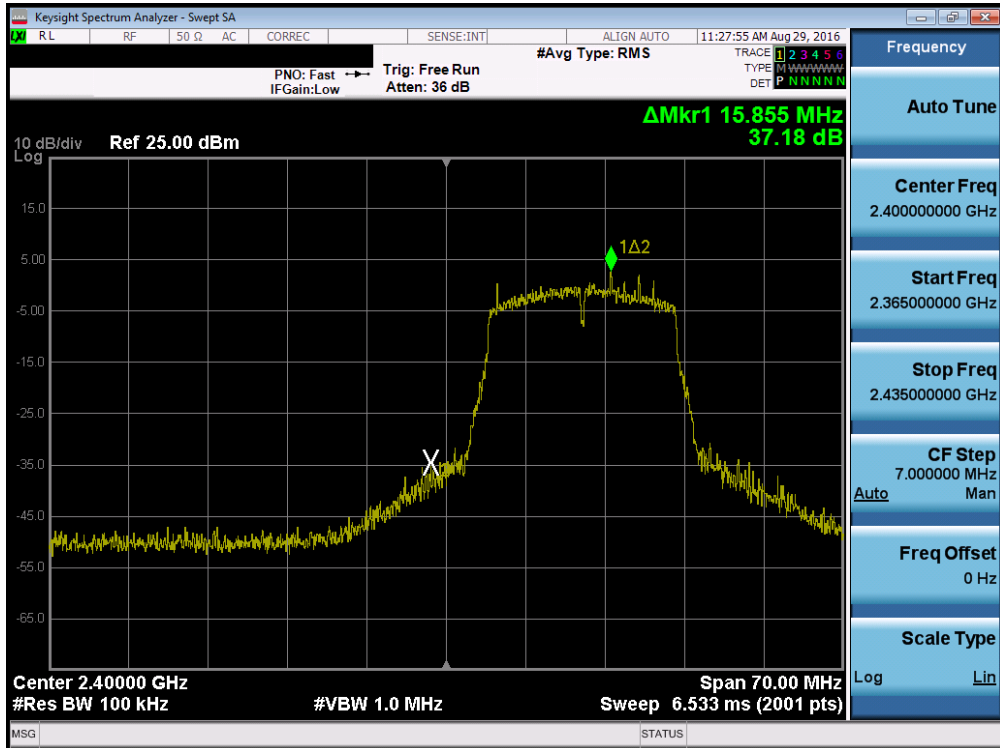 Keysight Spectrum Analyzer - Swept SA
LXI RL RF 50 Ω AC CORREC SENSE:INT ALIGN AUTO 11:27:55 AM Aug 29, 2016
PNO: Fast
IFGain:Low
Trig: Free Run
Atten: 36 dB
#Avg Type: RMS
TRACE 1 2 3 4 5 6
TYPE M WWWWW
DET P N N N N N
ΔMkr1 15.855 MHz
37.18 dB
10 dB/div
Log
Ref 25.00 dBm
15.0
5.00
-5.00
-15.0
-25.0
-35.0
-45.0
-55.0
-65.0
1Δ2
X
Center 2.40000 GHz
#Res BW 100 kHz
#VBW 1.0 MHz
Span 70.00 MHz
Sweep 6.533 ms (2001 pts)
MSG
STATUS
Frequency
Auto Tune
Center Freq
2.400000000 GHz
Start Freq
2.365000000 GHz
Stop Freq
2.435000000 GHz
CF Step
7.000000 MHz
Auto Man
Freq Offset
0 Hz
Scale Type
Log Lin